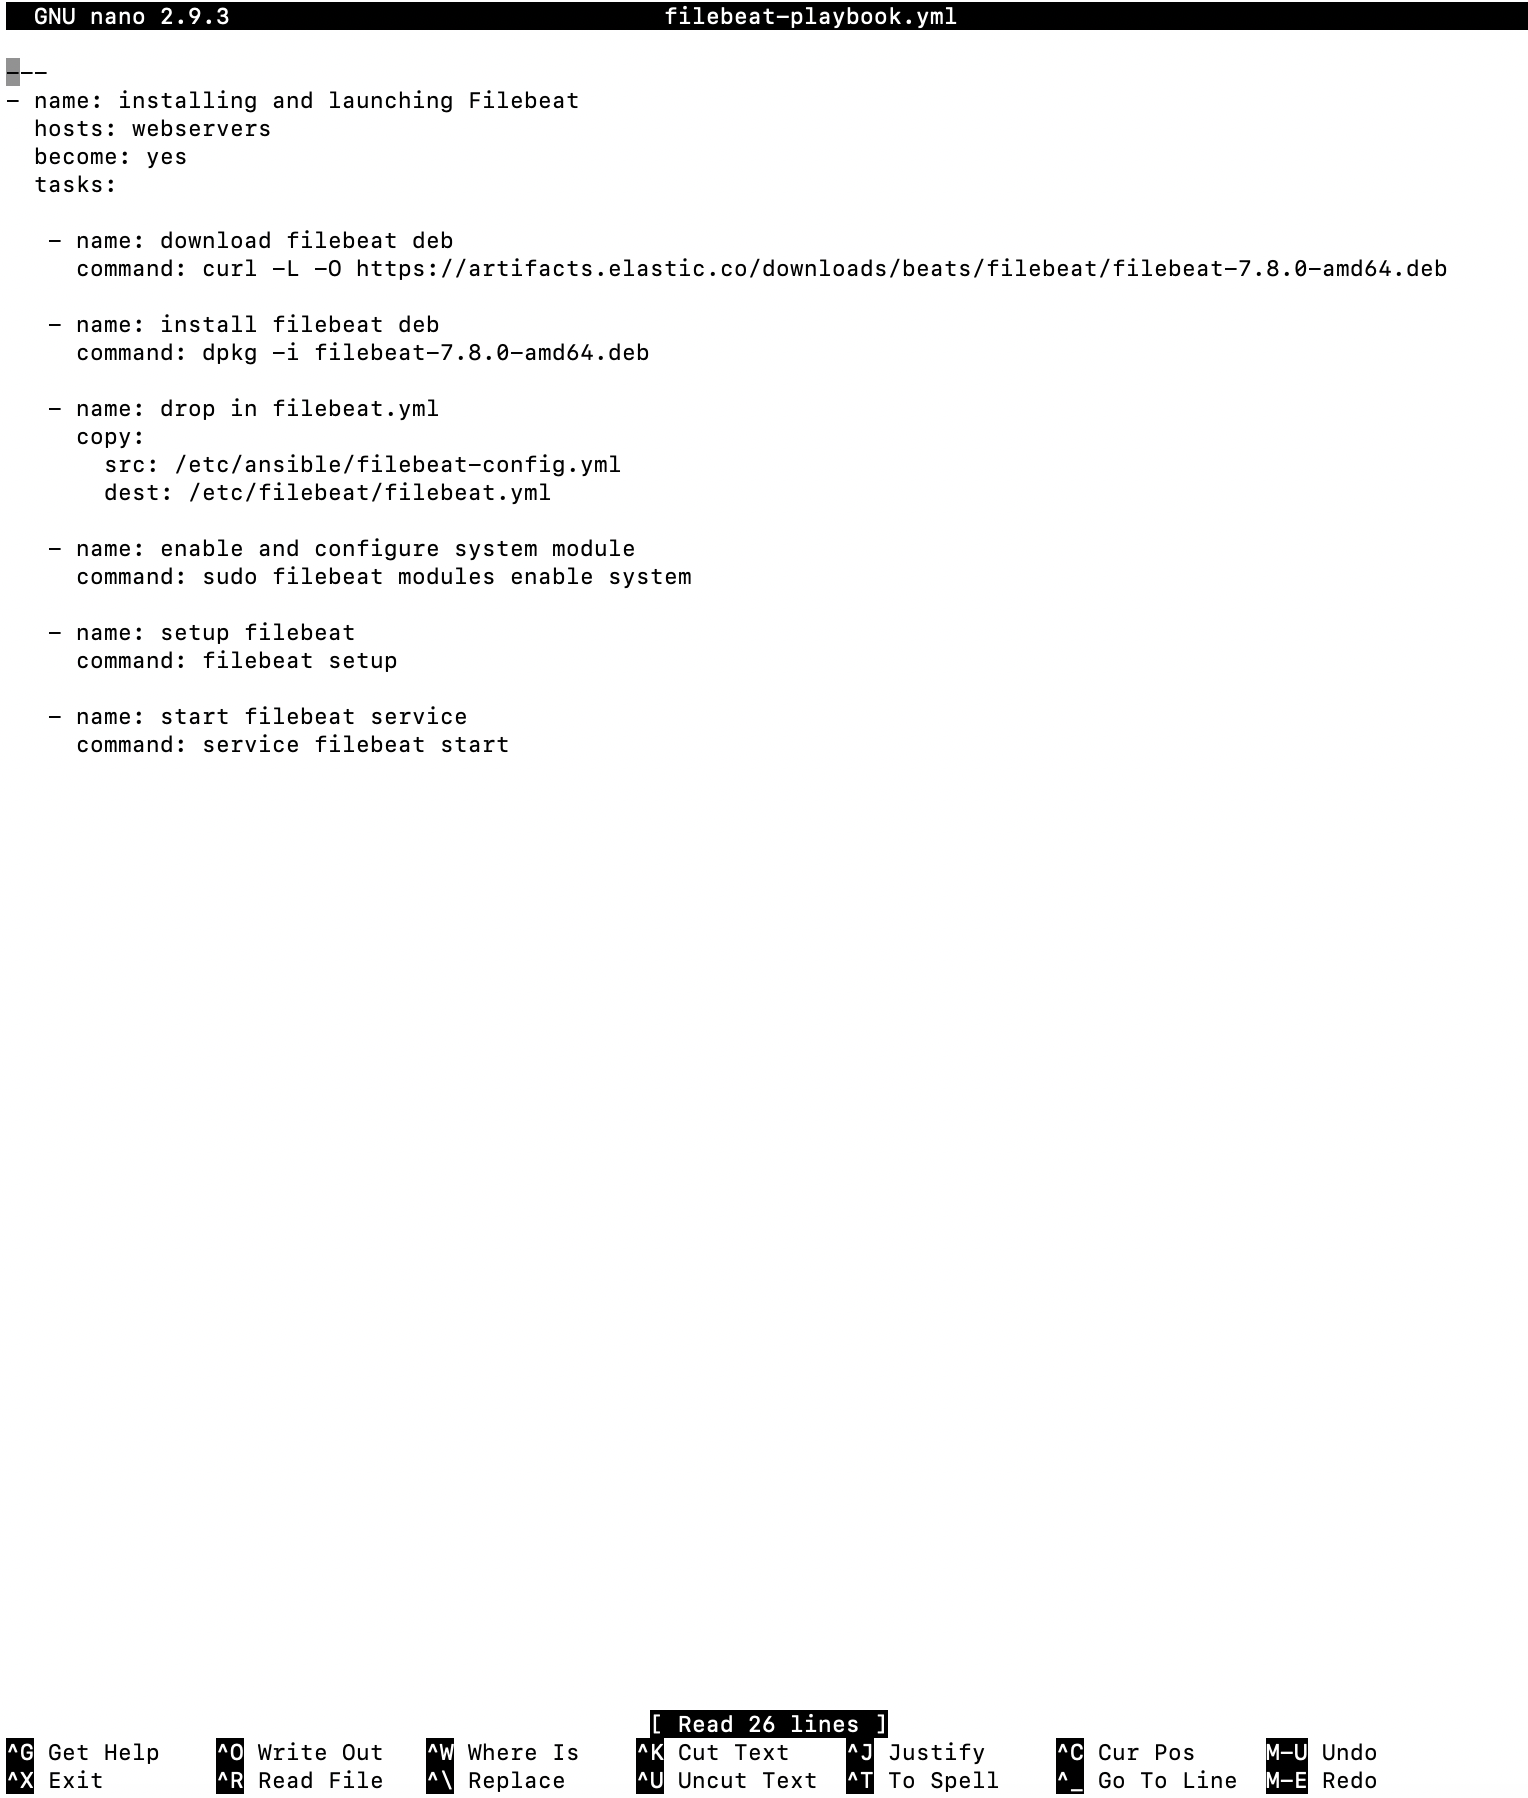 GNU nano 2.9.3 filebeat-playbook.yml
---
- name: installing and launching Filebeat
  hosts: webservers
  become: yes
  tasks:
   - name: download filebeat deb
     command: curl -L -O https://artifacts.elastic.co/downloads/beats/filebeat/filebeat-7.8.0-amd64.deb
   - name: install filebeat deb
     command: dpkg -i filebeat-7.8.0-amd64.deb
   - name: drop in filebeat.yml
     copy:
       src: /etc/ansible/filebeat-config.yml
       dest: /etc/filebeat/filebeat.yml
   - name: enable and configure system module
     command: sudo filebeat modules enable system
   - name: setup filebeat
     command: filebeat setup
   - name: start filebeat service
     command: service filebeat start
[ Read 26 lines ]
^G Get Help ^O Write Out ^W Where Is ^K Cut Text ^J Justify ^C Cur Pos M-U Undo
^X Exit ^R Read File ^\ Replace ^U Uncut Text ^T To Spell ^_ Go To Line M-E Redo